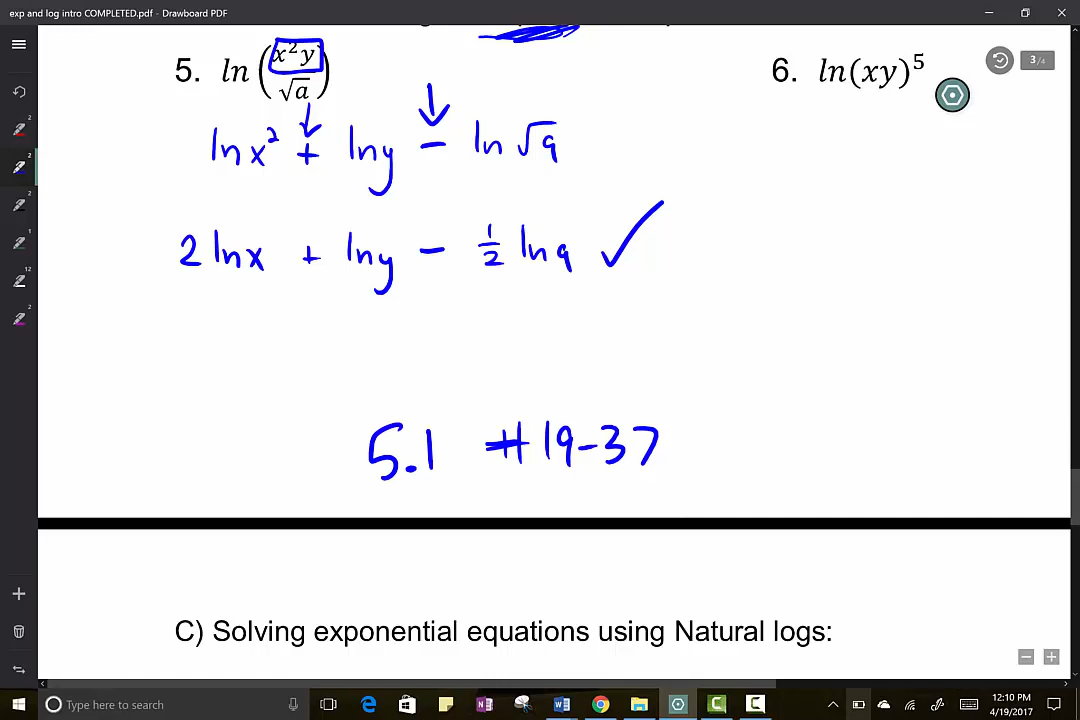 exp and log intro COMPLETED.pdf - Drawboard PDF
5. ln (x²y / √a)
6. ln(xy)⁵
3/4
ln x² + ln y − ln √a
2 ln x + ln y − 1/2 ln a ✓
5.1 # 19-37
C) Solving exponential equations using Natural logs:
Type here to search
12:10 PM
4/19/2017